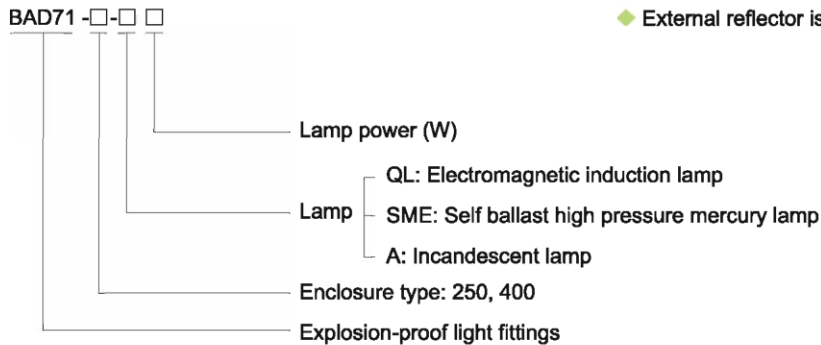 BAD71 -□-□ □
◆ External reflector is
Lamp power (W)
QL: Electromagnetic induction lamp
Lamp
SME: Self ballast high pressure mercury lamp
A: Incandescent lamp
Enclosure type: 250, 400
Explosion-proof light fittings